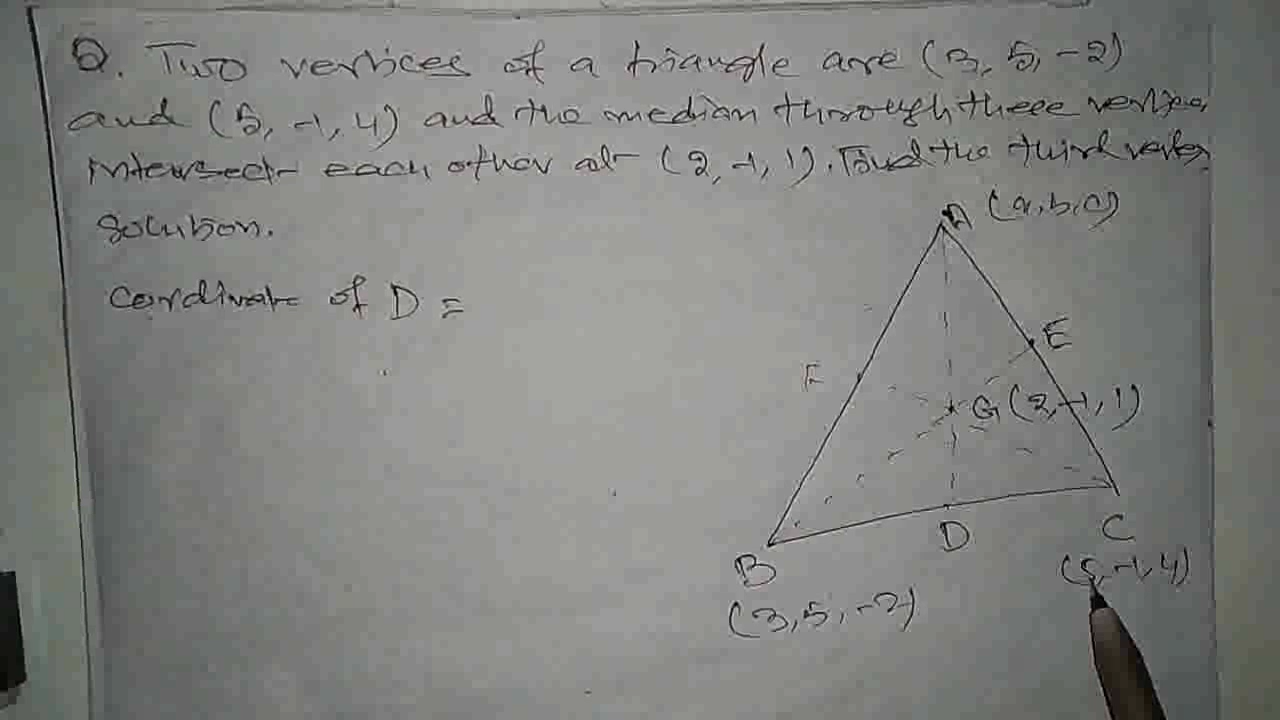 Q. Two vertices of a triangle are (3, 5, -2)
and (5, -1, 4) and the median through these vertices
intersect each other at (2, -1, 1). Find the third vertex
solution.
A (a, b, c)
Cordinate of D =
E
F
G (2, -1, 1)
D
C
B
(5, -1, 4)
(3, 5, -2)